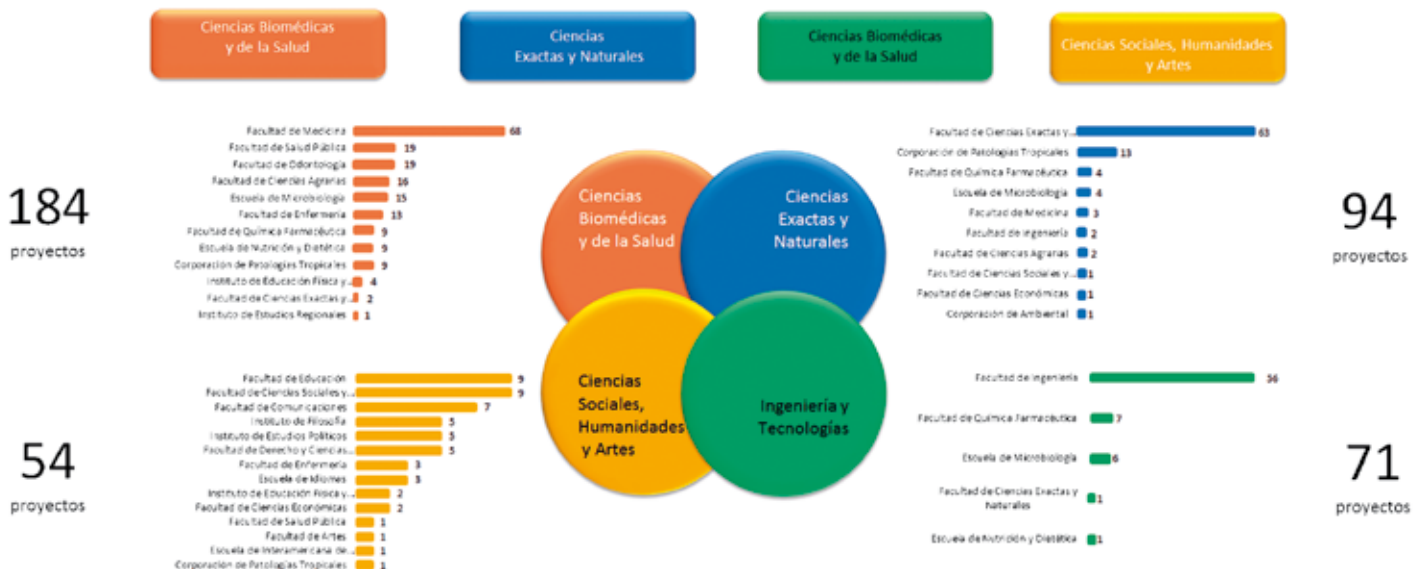 Ciencias Biomédicas
y de la Salud
Ciencias
Exactas y Naturales
Ciencias Biomédicas
y de la Salud
Ciencias Sociales, Humanidades
y Artes
184
proyectos
Facultad de Medicina 68
Facultad de Salud Pública 19
Facultad de Odontología 19
Facultad de Ciencias Agrarias 16
Escuela de Microbiología 15
Facultad de Enfermería 13
Facultad de Química Farmacéutica 9
Escuela de Nutrición y Dietética 9
Corporación de Patologías Tropicales 9
Instituto de Educación Física y... 4
Facultad de Ciencias Exactas y... 2
Instituto de Estudios Regionales 1
Ciencias
Biomédicas
y de la Salud
Ciencias
Exactas y
Naturales
Facultad de Ciencias Exactas y... 63
Corporación de Patologías Tropicales 13
Facultad de Química Farmacéutica 4
Escuela de Microbiología 4
Facultad de Medicina 3
Facultad de Ingeniería 2
Facultad de Ciencias Agrarias 2
Facultad de Ciencias Sociales y... 1
Facultad de Ciencias Económicas 1
Corporación de Ambiental 1
94
proyectos
54
proyectos
Facultad de Educación 9
Facultad de Ciencias Sociales y... 9
Facultad de Comunicaciones 7
Instituto de Filosofía 5
Instituto de Estudios Políticos 5
Facultad de Derecho y Ciencias... 5
Facultad de Enfermería 3
Escuela de Idiomas 3
Instituto de Educación Física y... 2
Facultad de Ciencias Económicas 2
Facultad de Salud Pública 1
Facultad de Artes 1
Escuela de Interamericana de... 1
Corporación de Patologías Tropicales 1
Ciencias
Sociales,
Humanidades
y Artes
Ingeniería y
Tecnologías
Facultad de Ingeniería 56
Facultad de Química Farmacéutica 7
Escuela de Microbiología 6
Facultad de Ciencias Exactas y
Naturales 1
Escuela de Nutrición y Dietética 1
71
proyectos